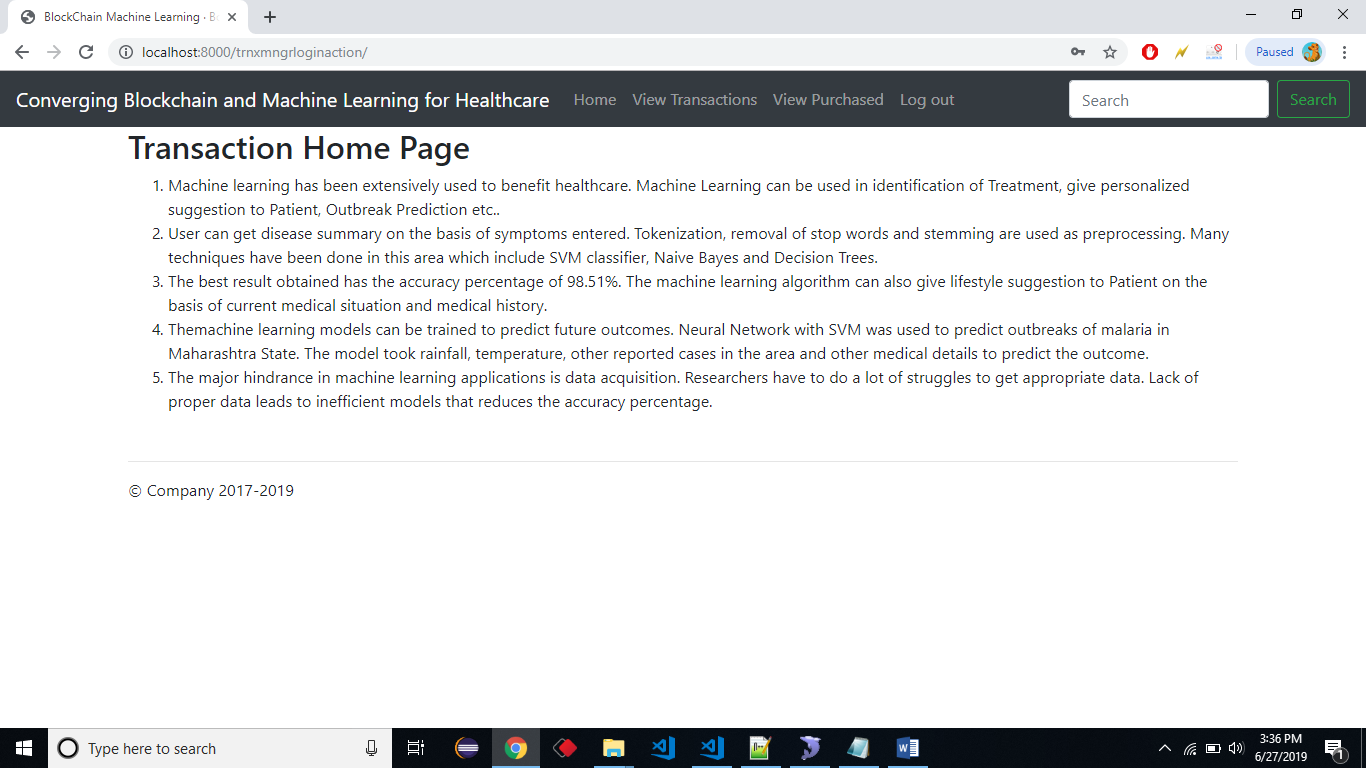 BlockChain Machine Learning · B
localhost:8000/trnxmngrloginaction/
Paused
Converging Blockchain and Machine Learning for Healthcare
Home
View Transactions
View Purchased
Log out
Search
Search
Transaction Home Page
1. Machine learning has been extensively used to benefit healthcare. Machine Learning can be used in identification of Treatment, give personalized
suggestion to Patient, Outbreak Prediction etc..
2. User can get disease summary on the basis of symptoms entered. Tokenization, removal of stop words and stemming are used as preprocessing. Many
techniques have been done in this area which include SVM classifier, Naive Bayes and Decision Trees.
3. The best result obtained has the accuracy percentage of 98.51%. The machine learning algorithm can also give lifestyle suggestion to Patient on the
basis of current medical situation and medical history.
4. Themachine learning models can be trained to predict future outcomes. Neural Network with SVM was used to predict outbreaks of malaria in
Maharashtra State. The model took rainfall, temperature, other reported cases in the area and other medical details to predict the outcome.
5. The major hindrance in machine learning applications is data acquisition. Researchers have to do a lot of struggles to get appropriate data. Lack of
proper data leads to inefficient models that reduces the accuracy percentage.
© Company 2017-2019
Type here to search
3:36 PM
6/27/2019
1